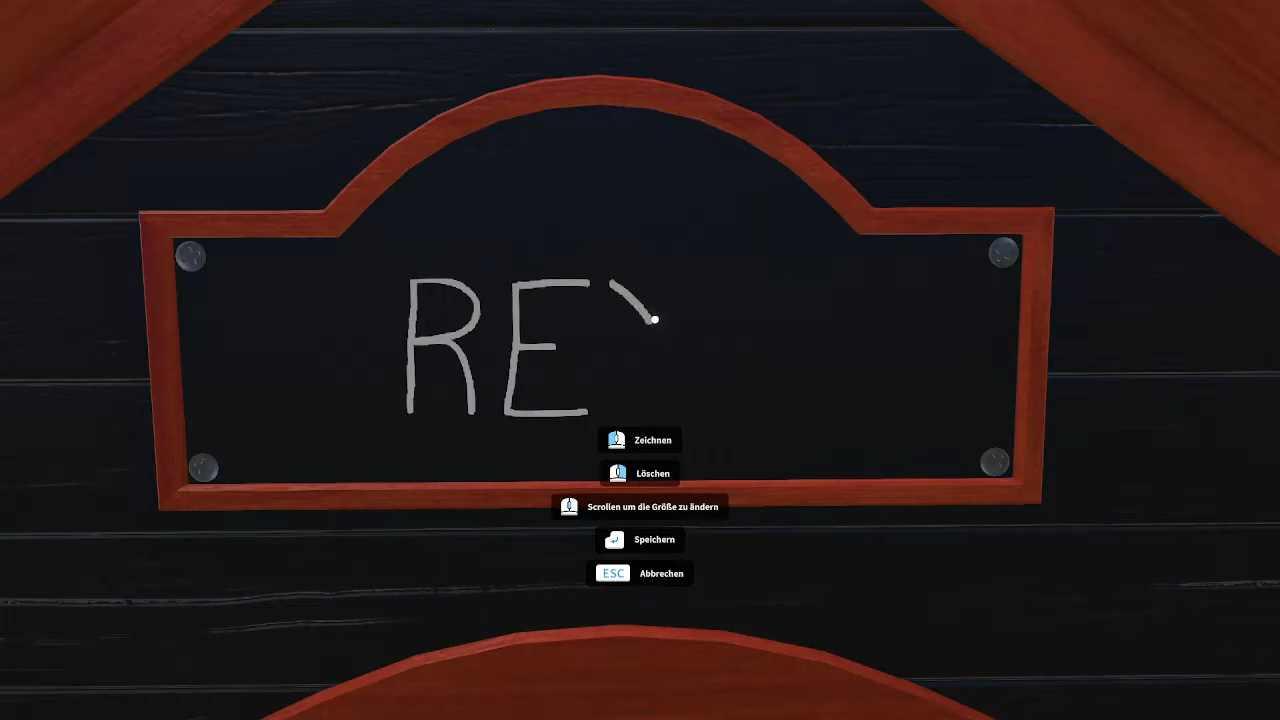 RE
Zeichnen
Löschen
Scrollen um die Größe zu ändern
Speichern
ESC Abbrechen